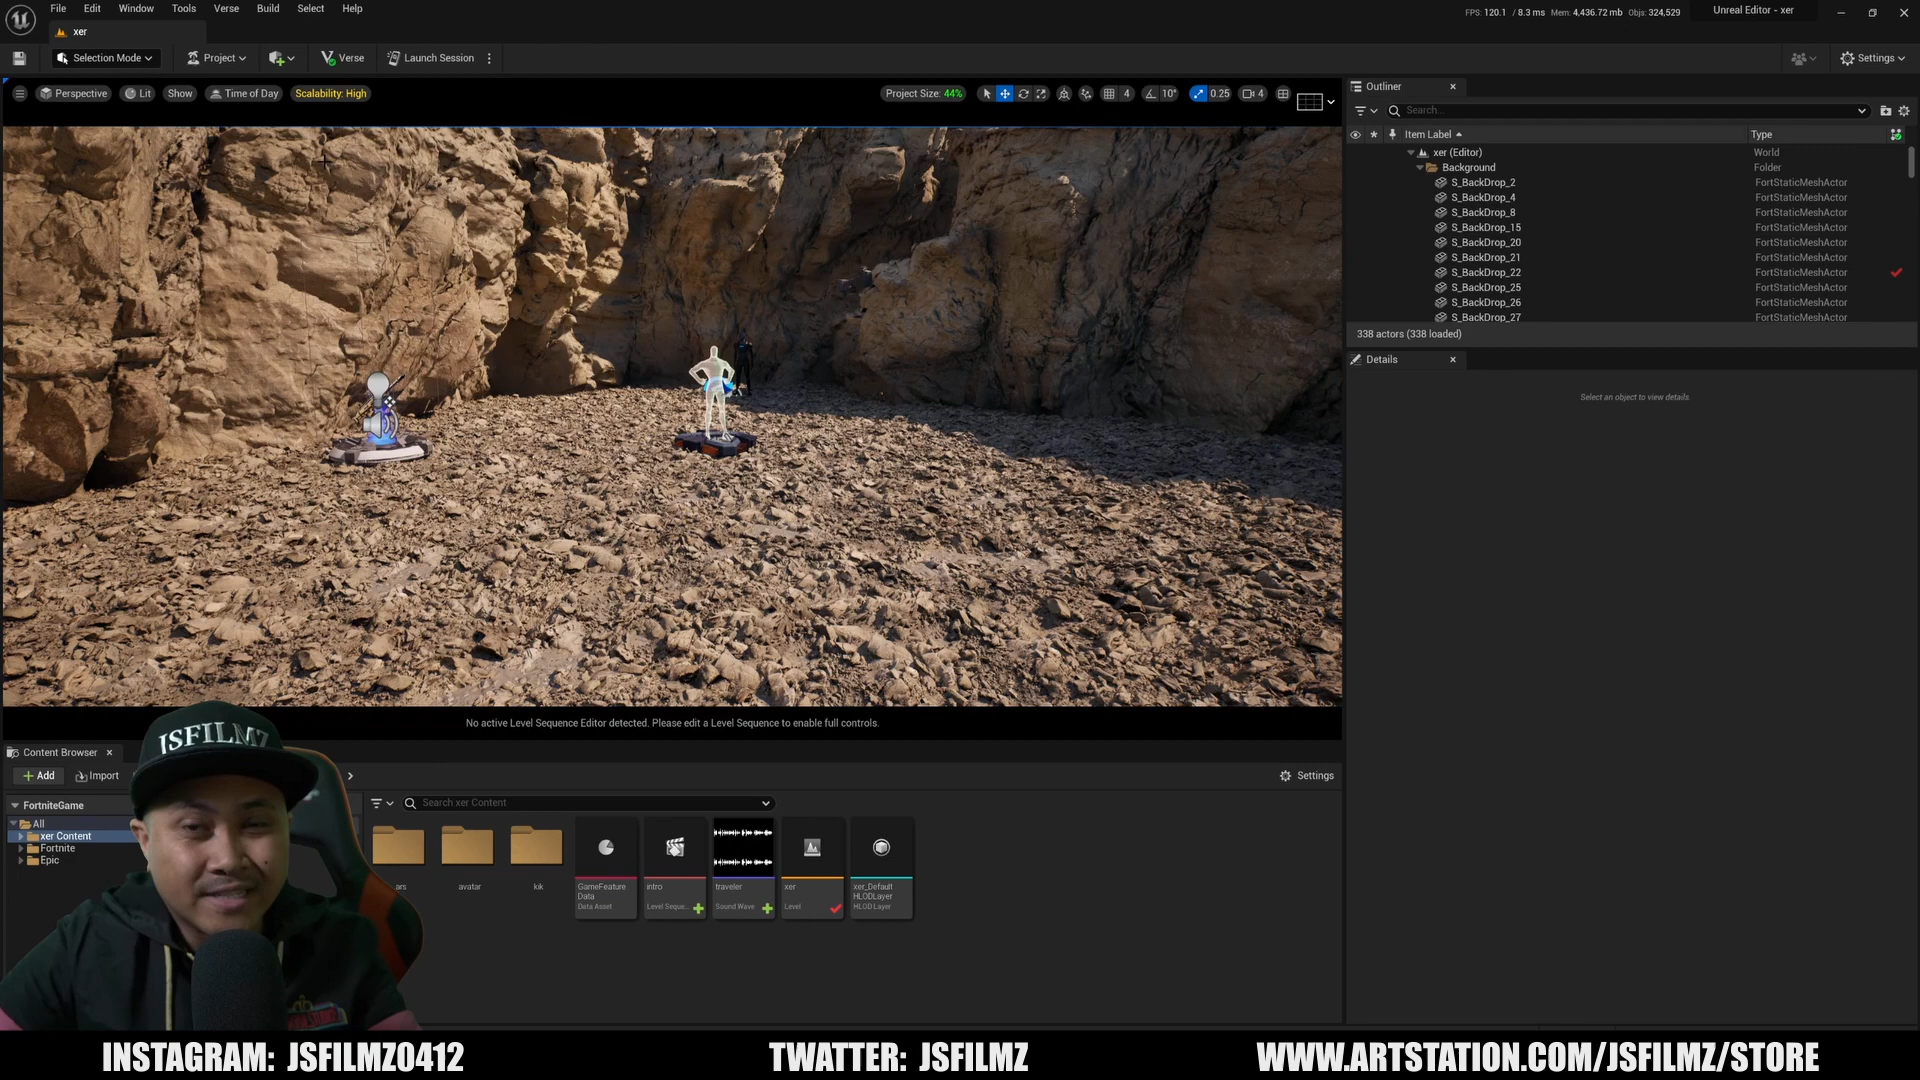 File Edit Window Tools Verse Build Select Help
FPS: 120.1 / 8.3 ms Mem: 4,436.72 mb Objs: 324,529
Unreal Editor - xer
xer
Selection Mode
Project
Verse
Launch Session
Settings
Perspective
Lit
Show
Time of Day
Scalability: High
Project Size: 44%
4
10°
0.25
4
Outliner
Search...
Item Label
Type
xer (Editor) World
Background Folder
S_BackDrop_2 FortStaticMeshActor
S_BackDrop_4 FortStaticMeshActor
S_BackDrop_8 FortStaticMeshActor
S_BackDrop_15 FortStaticMeshActor
S_BackDrop_20 FortStaticMeshActor
S_BackDrop_21 FortStaticMeshActor
S_BackDrop_22 FortStaticMeshActor
S_BackDrop_25 FortStaticMeshActor
S_BackDrop_26 FortStaticMeshActor
S_BackDrop_27 FortStaticMeshActor
338 actors (338 loaded)
Details
Select an object to view details
No active Level Sequence Editor detected. Please edit a Level Sequence to enable full controls.
Content Browser
Add
Import
Settings
FortniteGame
All
xer Content
Fortnite
Epic
Search xer Content
ars
avatar
kik
GameFeature
Data
Data Asset
intro
Level Seque..
traveler
Sound Wave
xer
Level
xer_Default
HLODLayer
HLOD Layer
JSFILMZ
INSTAGRAM: JSFILMZ0412
TWATTER: JSFILMZ
WWW.ARTSTATION.COM/JSFILMZ/STORE